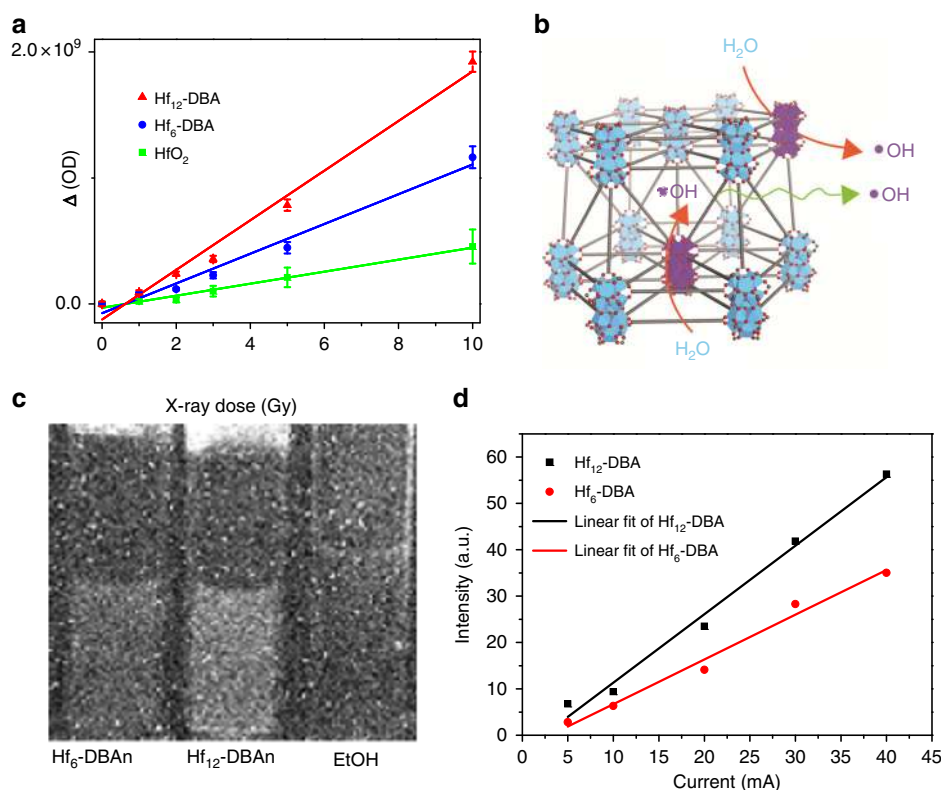 a
2.0 × 10⁹
0.0
Δ (OD)
Hf₁₂-DBA
Hf₆-DBA
HfO₂
0 2 4 6 8 10
X-ray dose (Gy)
b
H₂O
•OH
•OH
•OH
H₂O
c
Hf₆-DBAn
Hf₁₂-DBAn
EtOH
d
60
50
40
30
20
10
0
Intensity (a.u.)
Hf₁₂-DBA
Hf₆-DBA
Linear fit of Hf₁₂-DBA
Linear fit of Hf₆-DBA
0 5 10 15 20 25 30 35 40 45
Current (mA)